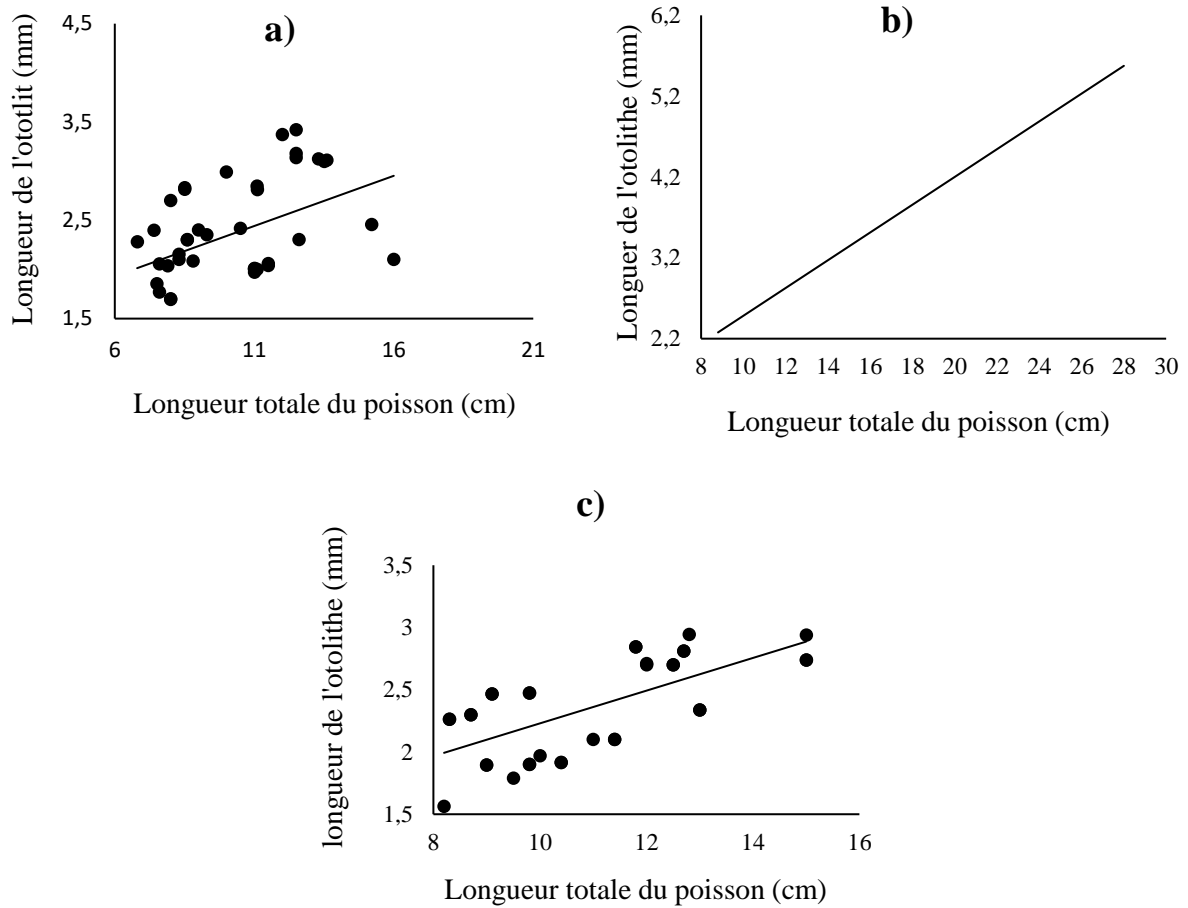 a)
Longueur de l'ototlit (mm)
4,5
3,5
2,5
1,5
6 11 16 21
Longueur totale du poisson (cm)
b)
Longuer de l'otolithe (mm)
6,2
5,2
4,2
3,2
2,2
8 10 12 14 16 18 20 22 24 26 28 30
Longueur totale du poisson (cm)
c)
longueur de l'otolithe (mm)
3,5
3
2,5
2
1,5
8 10 12 14 16
Longueur totale du poisson (cm)